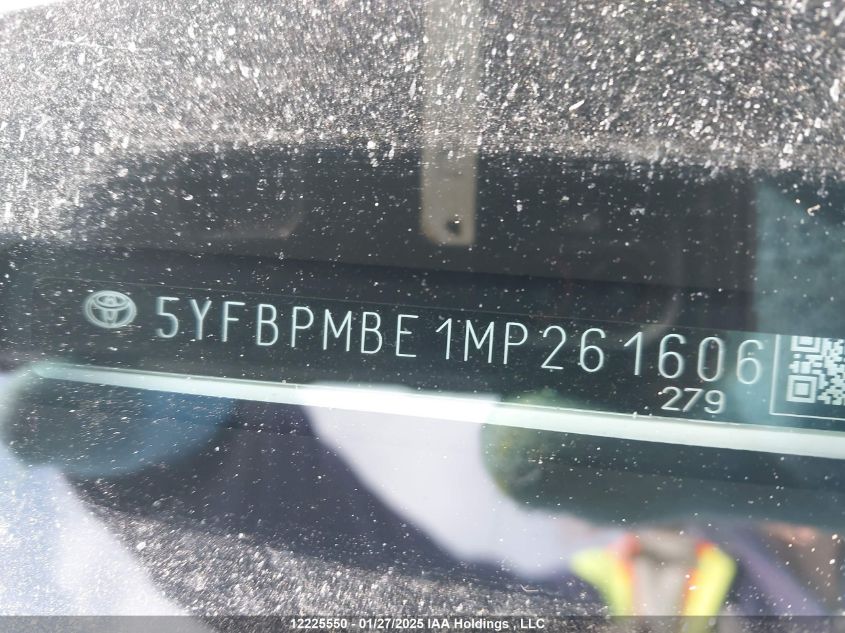 5YFBPMBE1MP261606
279
12225550 - 01/27/2025 IAA Holdings , LLC